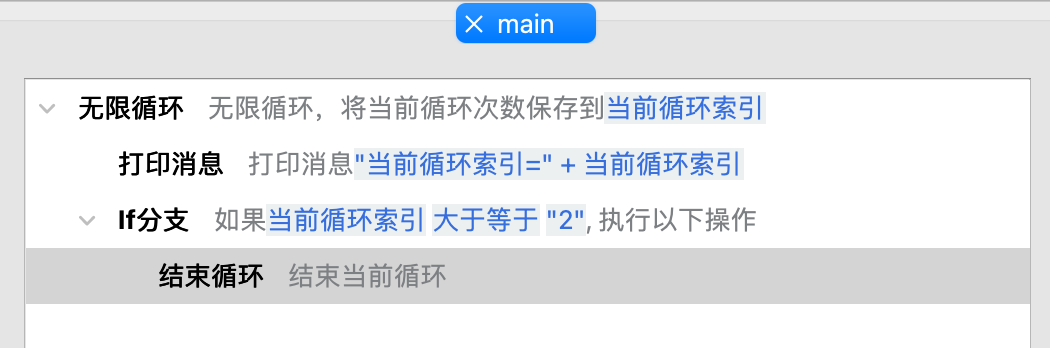 main
无限循环 无限循环，将当前循环次数保存到当前循环索引
打印消息 打印消息"当前循环索引=" + 当前循环索引
If分支 如果当前循环索引 大于等于 "2", 执行以下操作
结束循环 结束当前循环